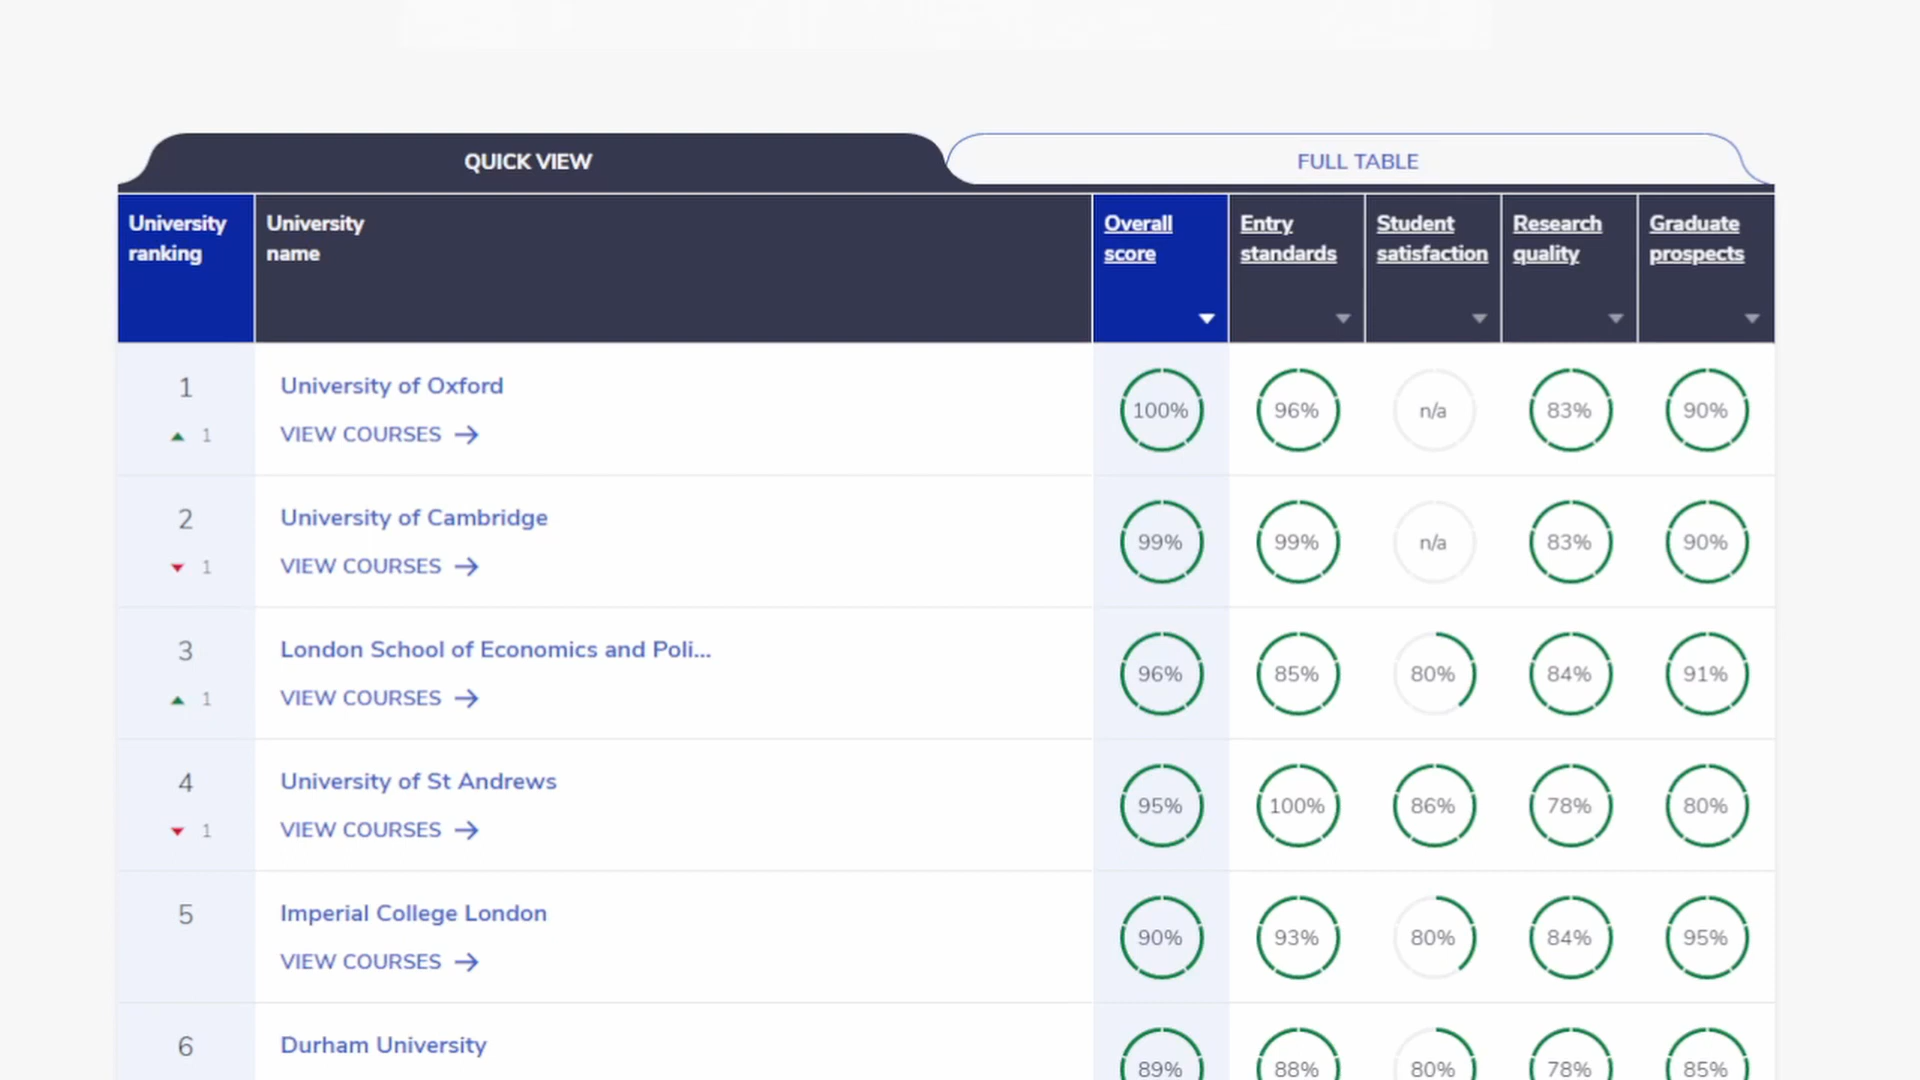 QUICK VIEW
FULL TABLE
University ranking
University name
Overall score
Entry standards
Student satisfaction
Research quality
Graduate prospects
1
1
University of Oxford
VIEW COURSES
100%
96%
n/a
83%
90%
2
1
University of Cambridge
VIEW COURSES
99%
99%
n/a
83%
90%
3
1
London School of Economics and Poli...
VIEW COURSES
96%
85%
80%
84%
91%
4
1
University of St Andrews
VIEW COURSES
95%
100%
86%
78%
80%
5
Imperial College London
VIEW COURSES
90%
93%
80%
84%
95%
6
Durham University
89%
88%
80%
78%
85%